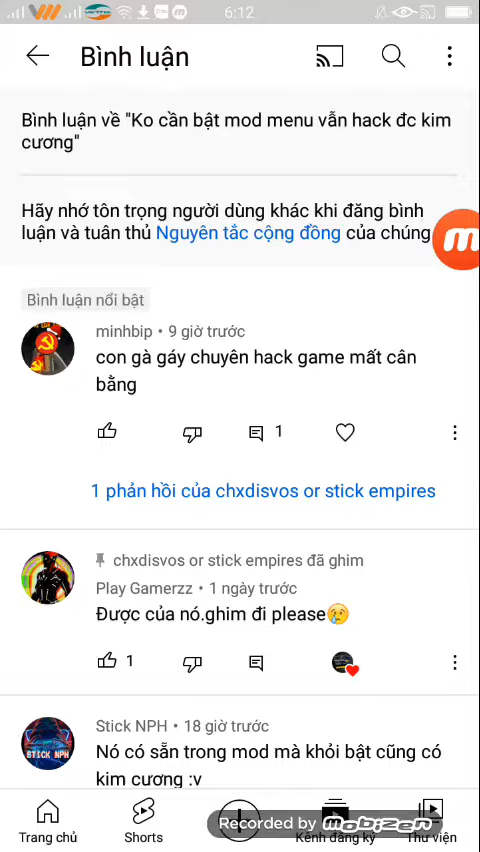 6:12
Bình luận
Bình luận về "Ko cần bật mod menu vẫn hack đc kim
cương"
Hãy nhớ tôn trọng người dùng khác khi đăng bình
luận và tuân thủ Nguyên tắc cộng đồng của chúng
Bình luận nổi bật
minhbip • 9 giờ trước
con gà gáy chuyên hack game mất cân
bằng
1
1 phản hồi của chxdisvos or stick empires
chxdisvos or stick empires đã ghim
Play Gamerzz • 1 ngày trước
Được của nó.ghim đi please😢
1
Stick NPH • 18 giờ trước
STICK NPH
Nó có sẵn trong mod mà khỏi bật cũng có
kim cương :v
Recorded by mobizen
Trang chủ
Shorts
Kênh đăng ký
Thư viện